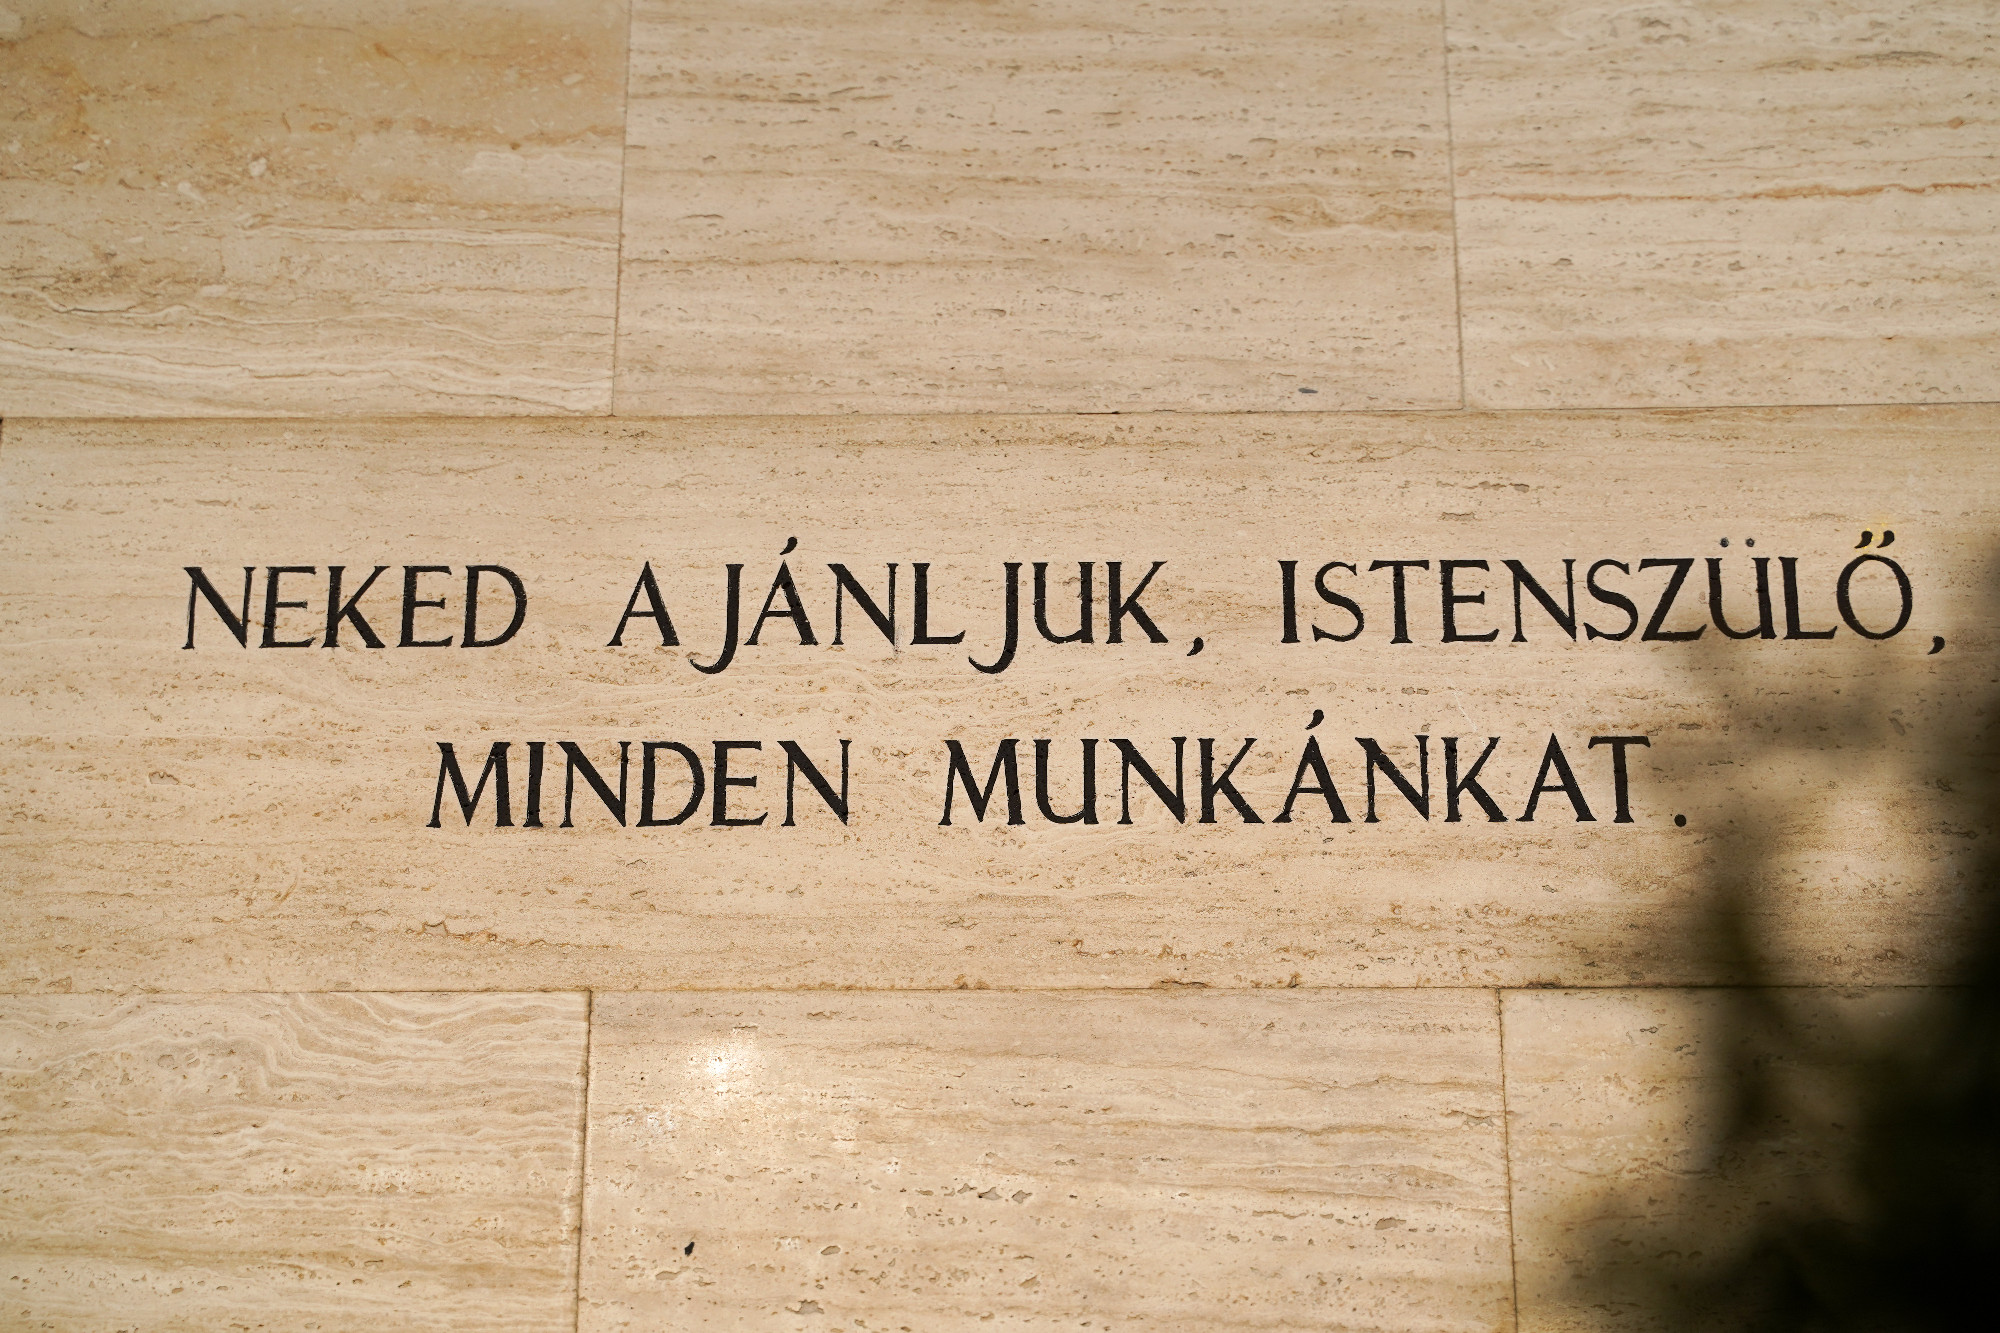 NEKED AJÁNLJUK, ISTENSZÜLŐ,
MINDEN MUNKÁNKAT.